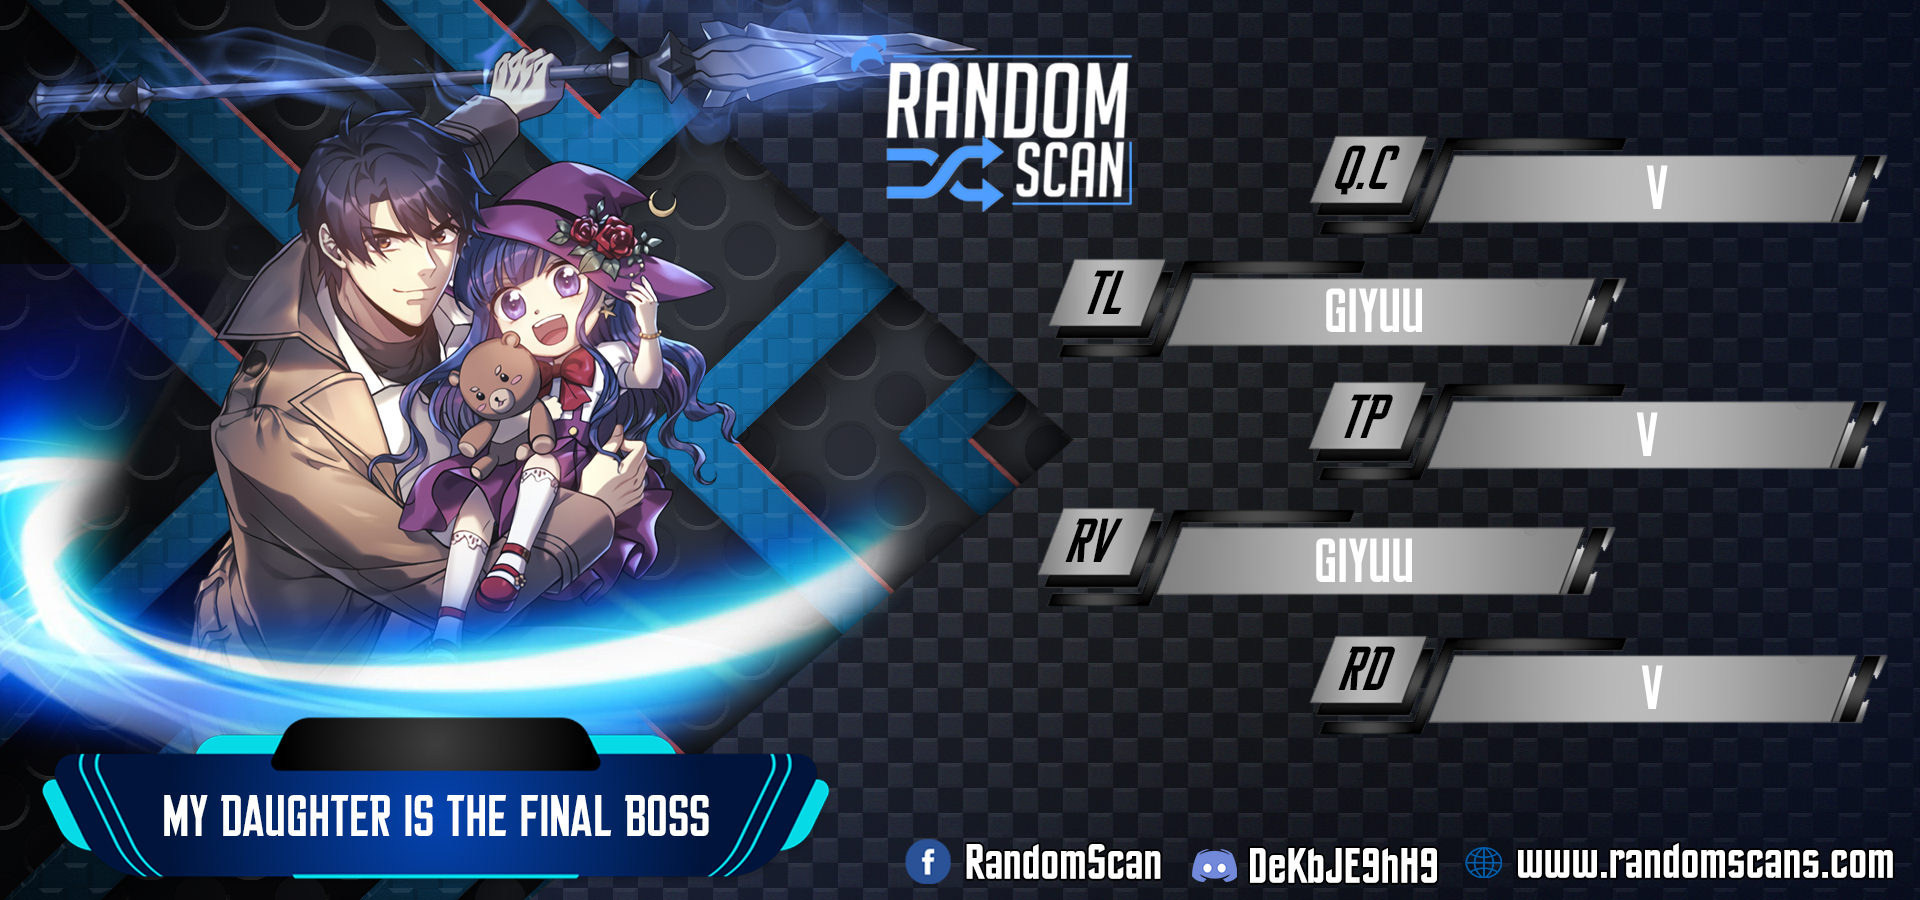 RANDOM
SCAN
Q.C
V
TL
GIYUU
TP
V
RV
GIYUU
RD
V
MY DAUGHTER IS THE FINAL BOSS
f RandomScan
DeKbJE9hH9
www.randomscans.com